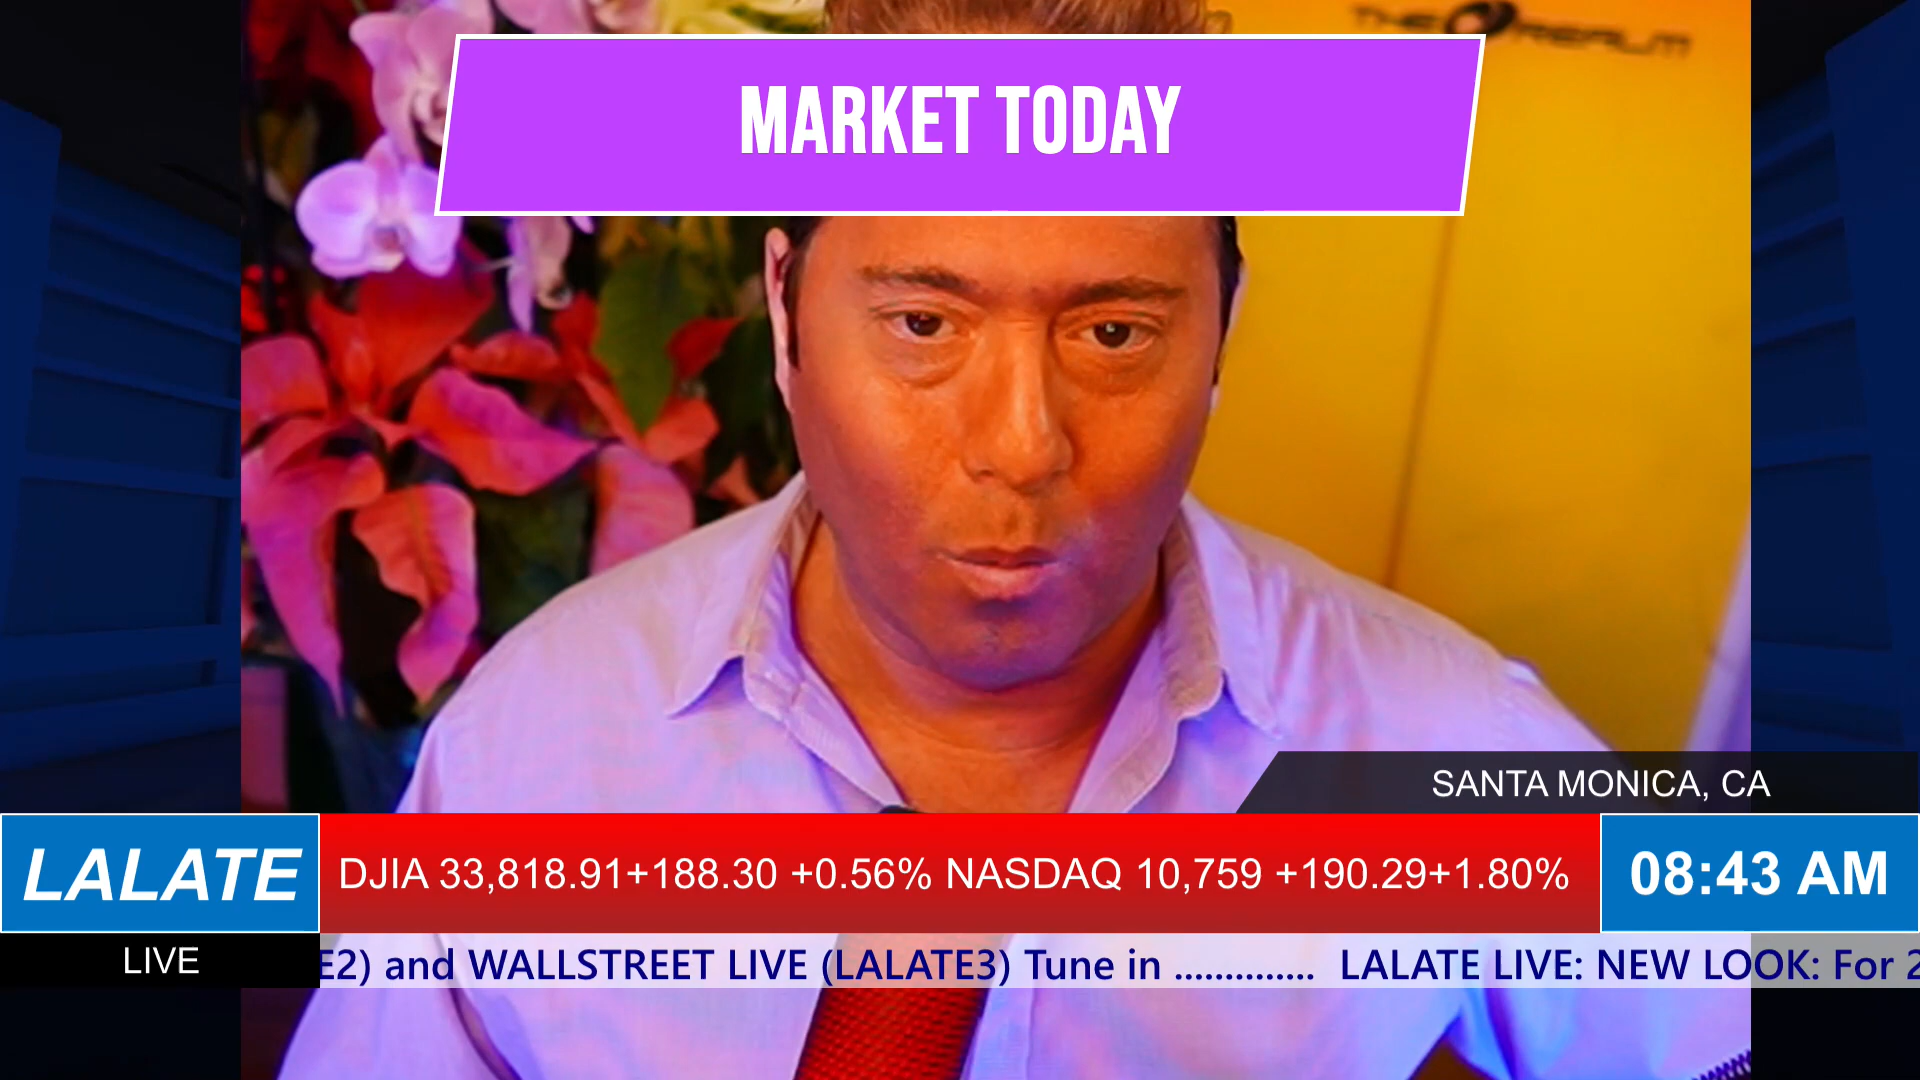 THE REALM
MARKET TODAY
SANTA MONICA, CA
LALATE
DJIA 33,818.91+188.30 +0.56% NASDAQ 10,759 +190.29+1.80%
08:43 AM
LIVE
E2) and WALLSTREET LIVE (LALATE3) Tune in .............. LALATE LIVE: NEW LOOK: For 2